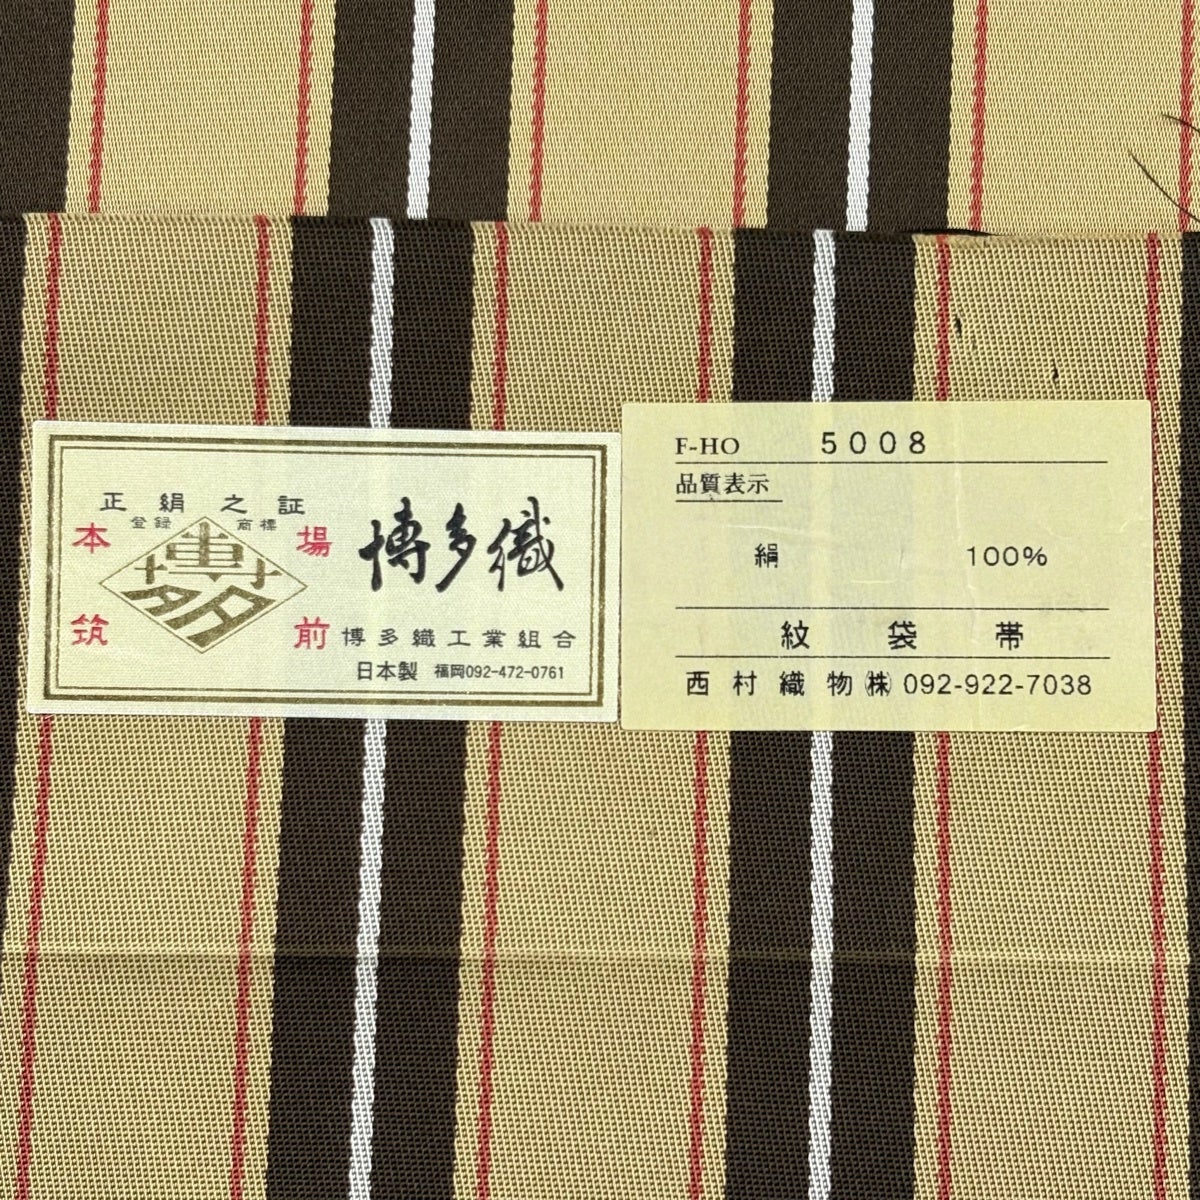 正絹之証
登録 商標
本 場
博多
筑 前
博多織
博多織工業組合
日本製 福岡092-472-0761
F-HO 5008
品質表示
絹 100%
紋袋帯
西村織物㈱ 092-922-7038